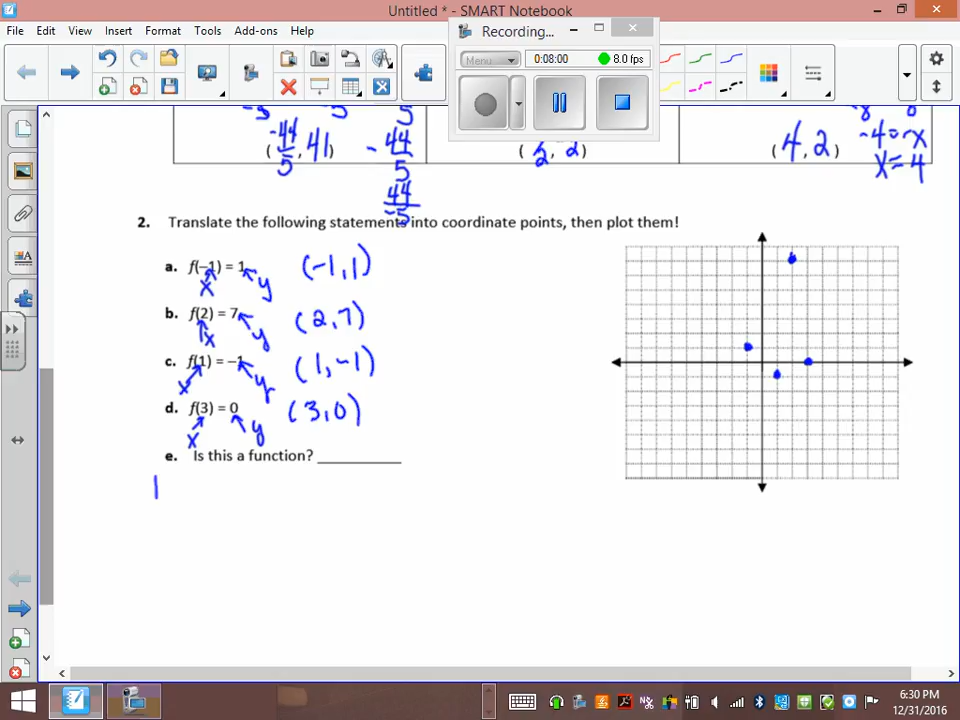 Untitled * - SMART Notebook
Recording...
File Edit View Insert Format Tools Add-ons Help
Menu 0:08:00 8.0 fps
5
-44/5
(-44/5, 41)
44/-5
(4, 2)
-4 or x
x = 4
2. Translate the following statements into coordinate points, then plot them!
a. f(−1) = 1 (-1, 1)
x y
b. f(2) = 7 (2, 7)
x y
c. f(1) = −1 (1, -1)
x y
d. f(3) = 0 (3, 0)
x y
e. Is this a function? __________
6:30 PM
12/31/2016